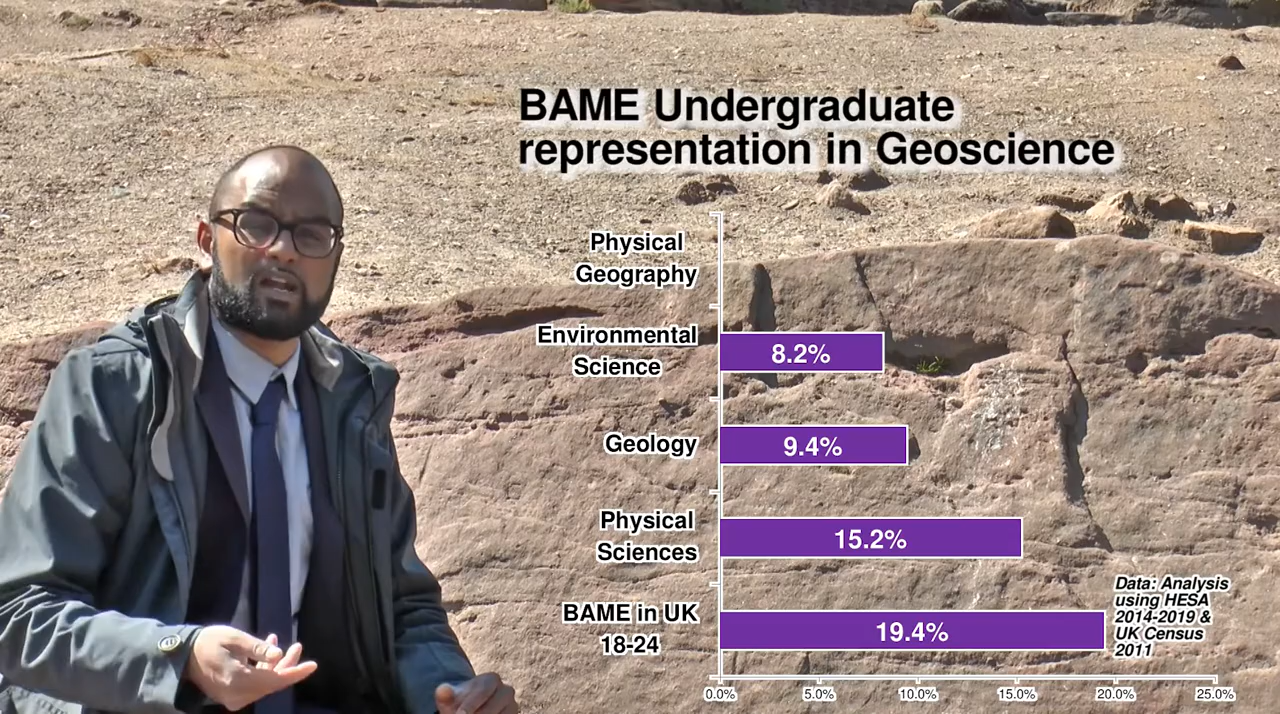 BAME Undergraduate
representation in Geoscience
Physical
Geography
Environmental
Science
8.2%
Geology
9.4%
Physical
Sciences
15.2%
BAME in UK
18-24
19.4%
Data: Analysis
using HESA
2014-2019 &
UK Census
2011
0.0%
5.0%
10.0%
15.0%
20.0%
25.0%